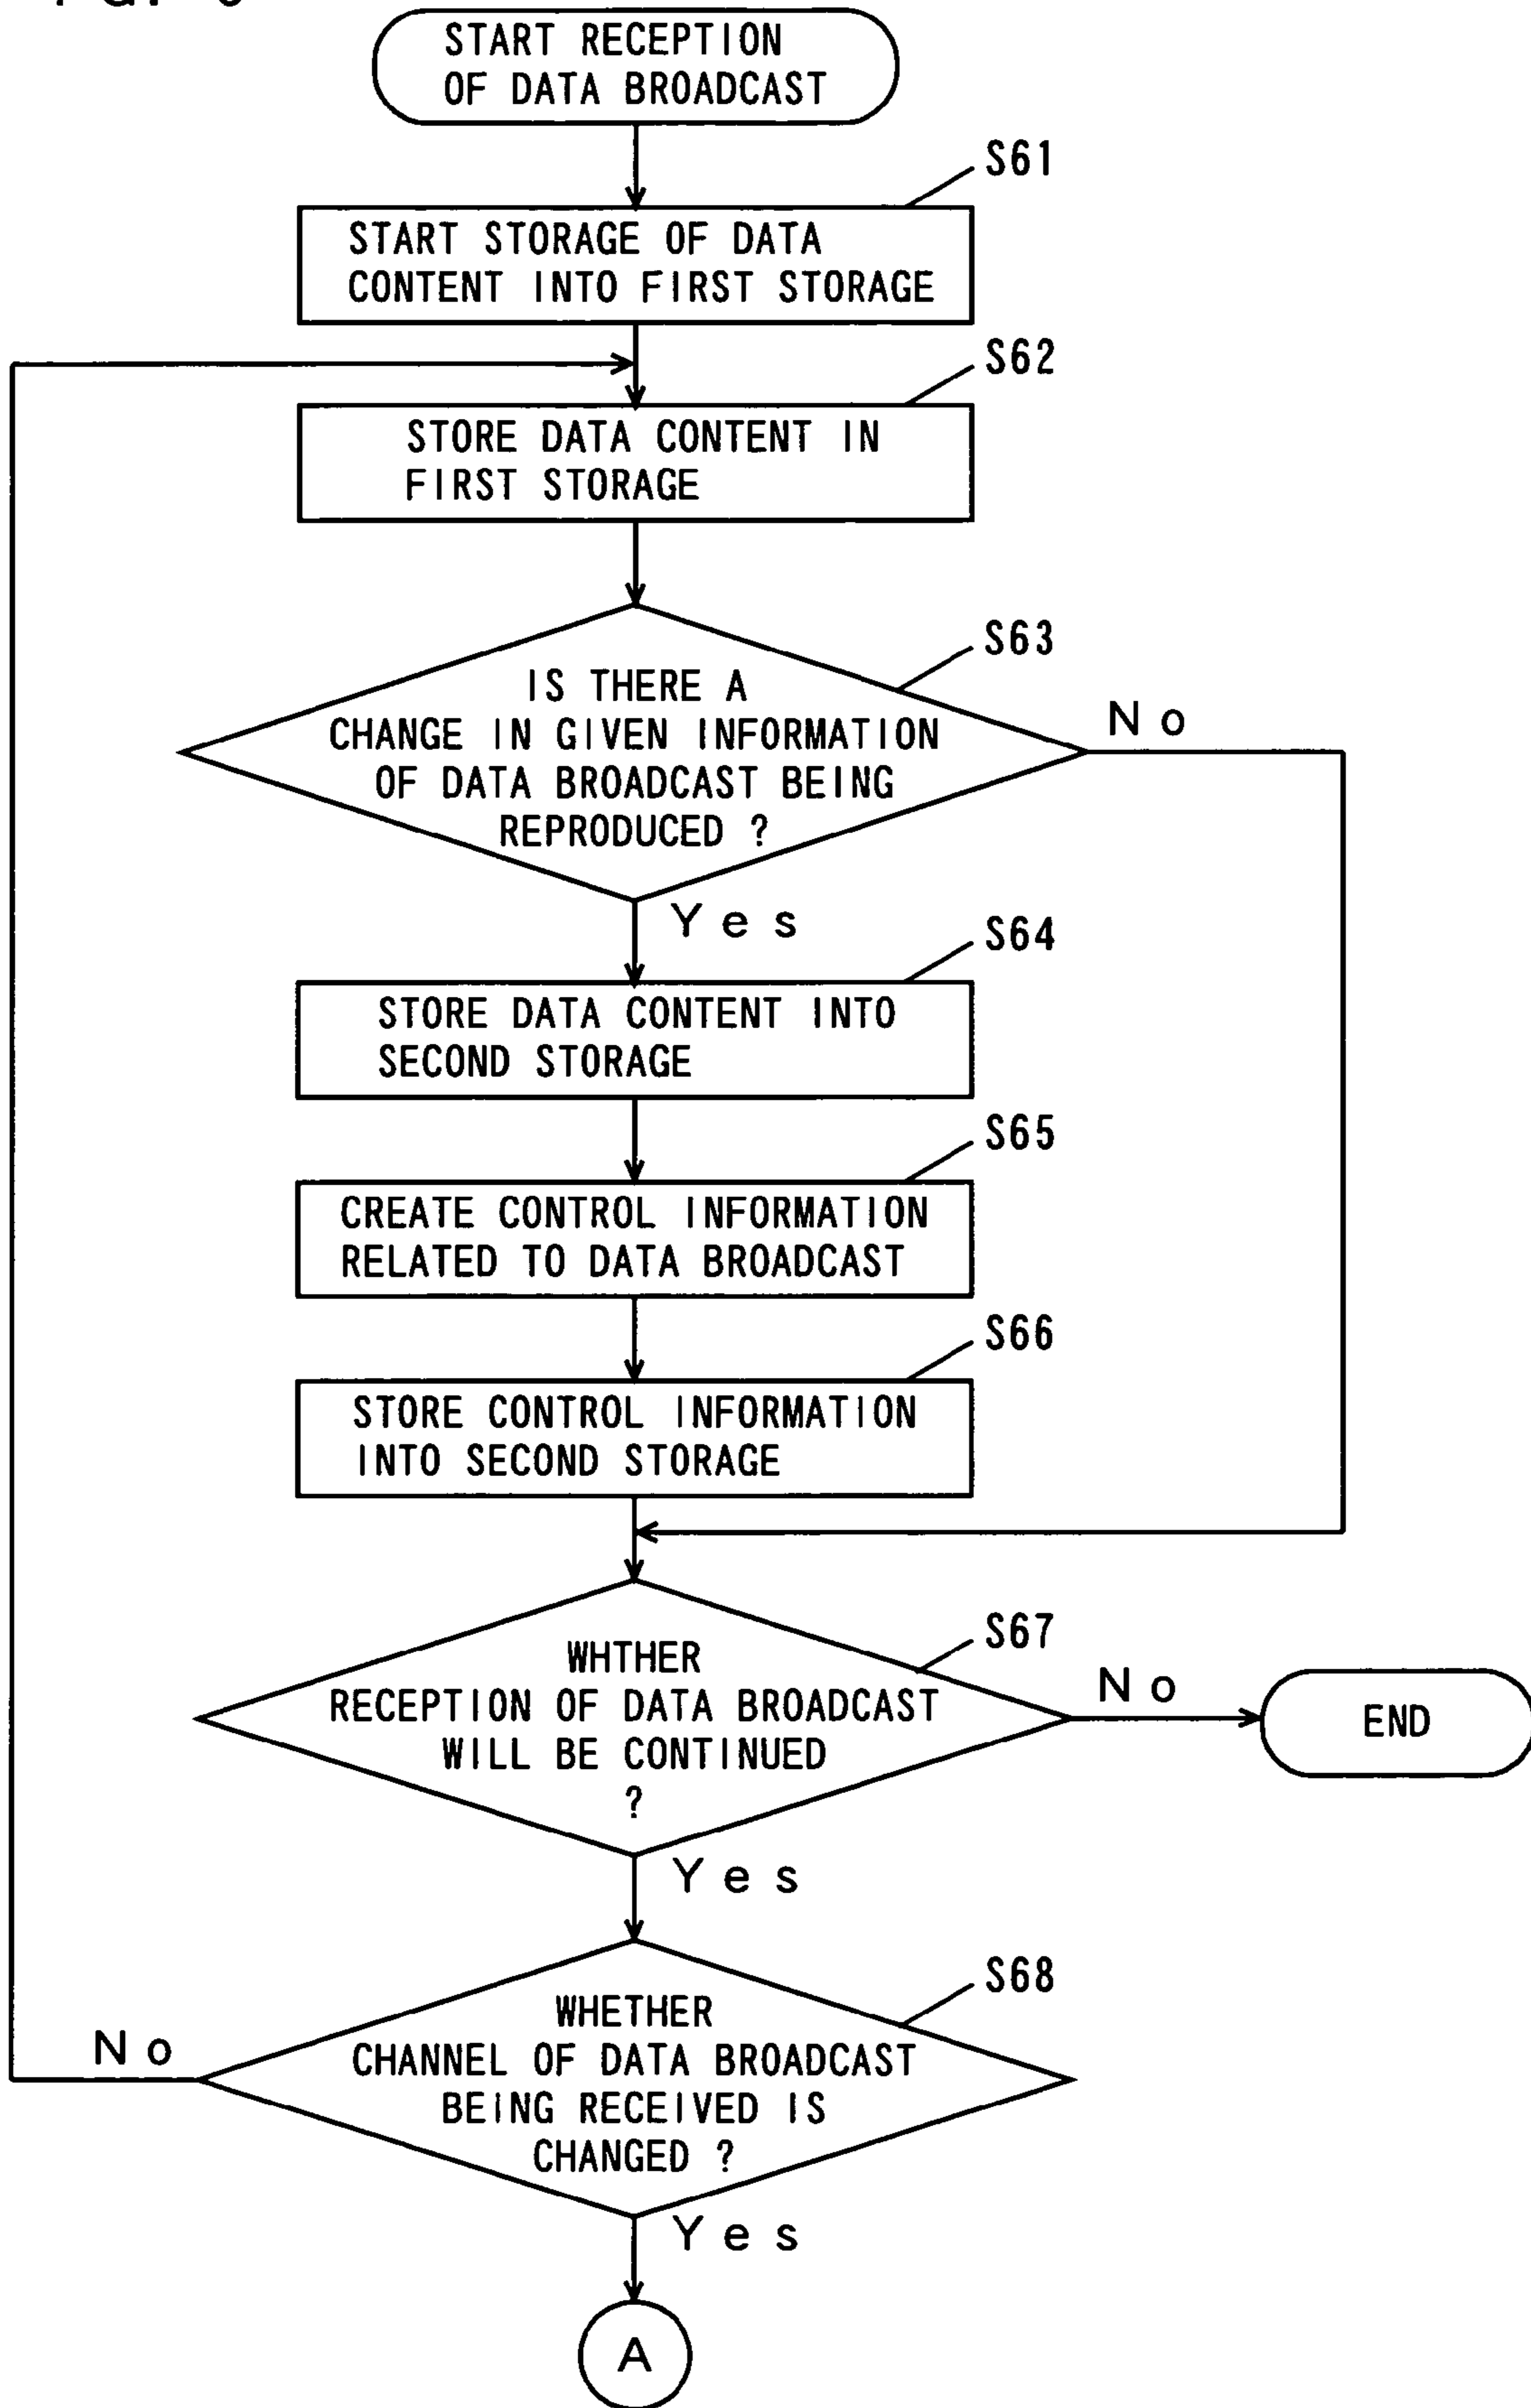 START RECEPTION
OF DATA BROADCAST
S61
START STORAGE OF DATA
CONTENT INTO FIRST STORAGE
S62
STORE DATA CONTENT IN
FIRST STORAGE
S63
IS THERE A
CHANGE IN GIVEN INFORMATION
OF DATA BROADCAST BEING
REPRODUCED ?
No
Yes
S64
STORE DATA CONTENT INTO
SECOND STORAGE
S65
CREATE CONTROL INFORMATION
RELATED TO DATA BROADCAST
S66
STORE CONTROL INFORMATION
INTO SECOND STORAGE
S67
WHTHER
RECEPTION OF DATA BROADCAST
WILL BE CONTINUED
?
No
END
Yes
S68
WHETHER
CHANNEL OF DATA BROADCAST
BEING RECEIVED IS
CHANGED ?
No
Yes
A